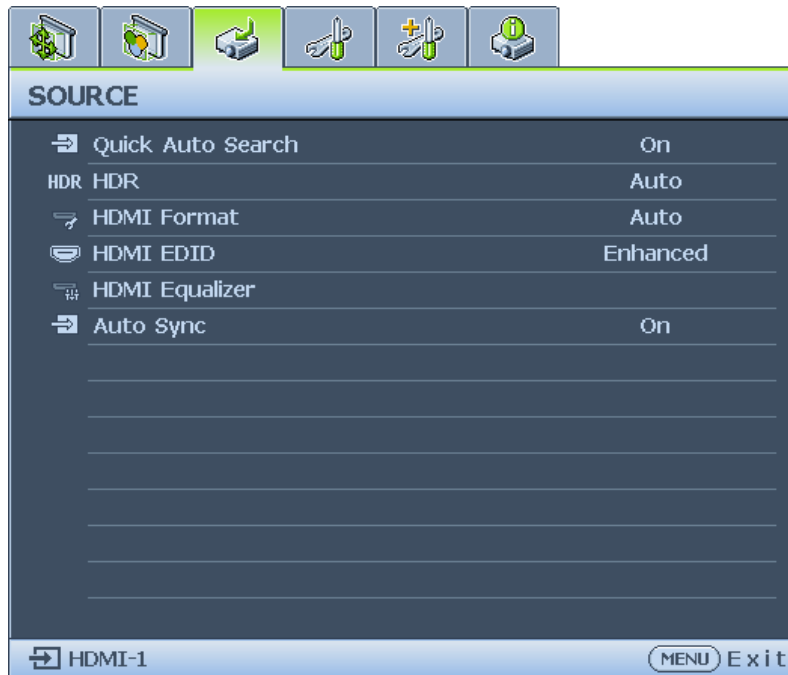 SOURCE
Quick Auto Search On
HDR HDR Auto
HDMI Format Auto
HDMI EDID Enhanced
HDMI Equalizer
Auto Sync On
HDMI-1 MENU Exit